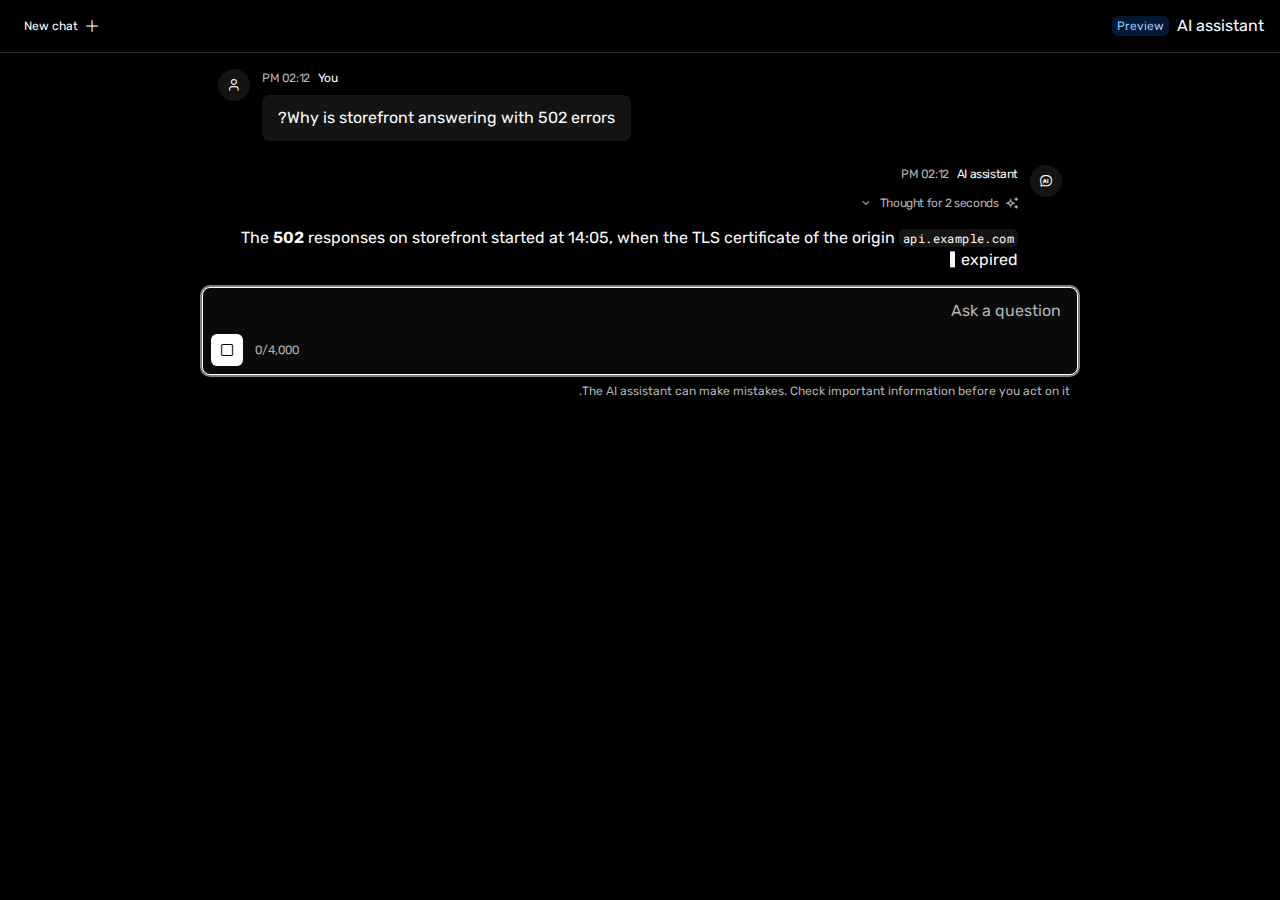 New chat
Preview AI assistant
PM 02:12 You
?Why is storefront answering with 502 errors
PM 02:12 AI assistant
Thought for 2 seconds
The 502 responses on storefront started at 14:05, when the TLS certificate of the origin api.example.com
expired
Ask a question
0/4,000
.The AI assistant can make mistakes. Check important information before you act on it